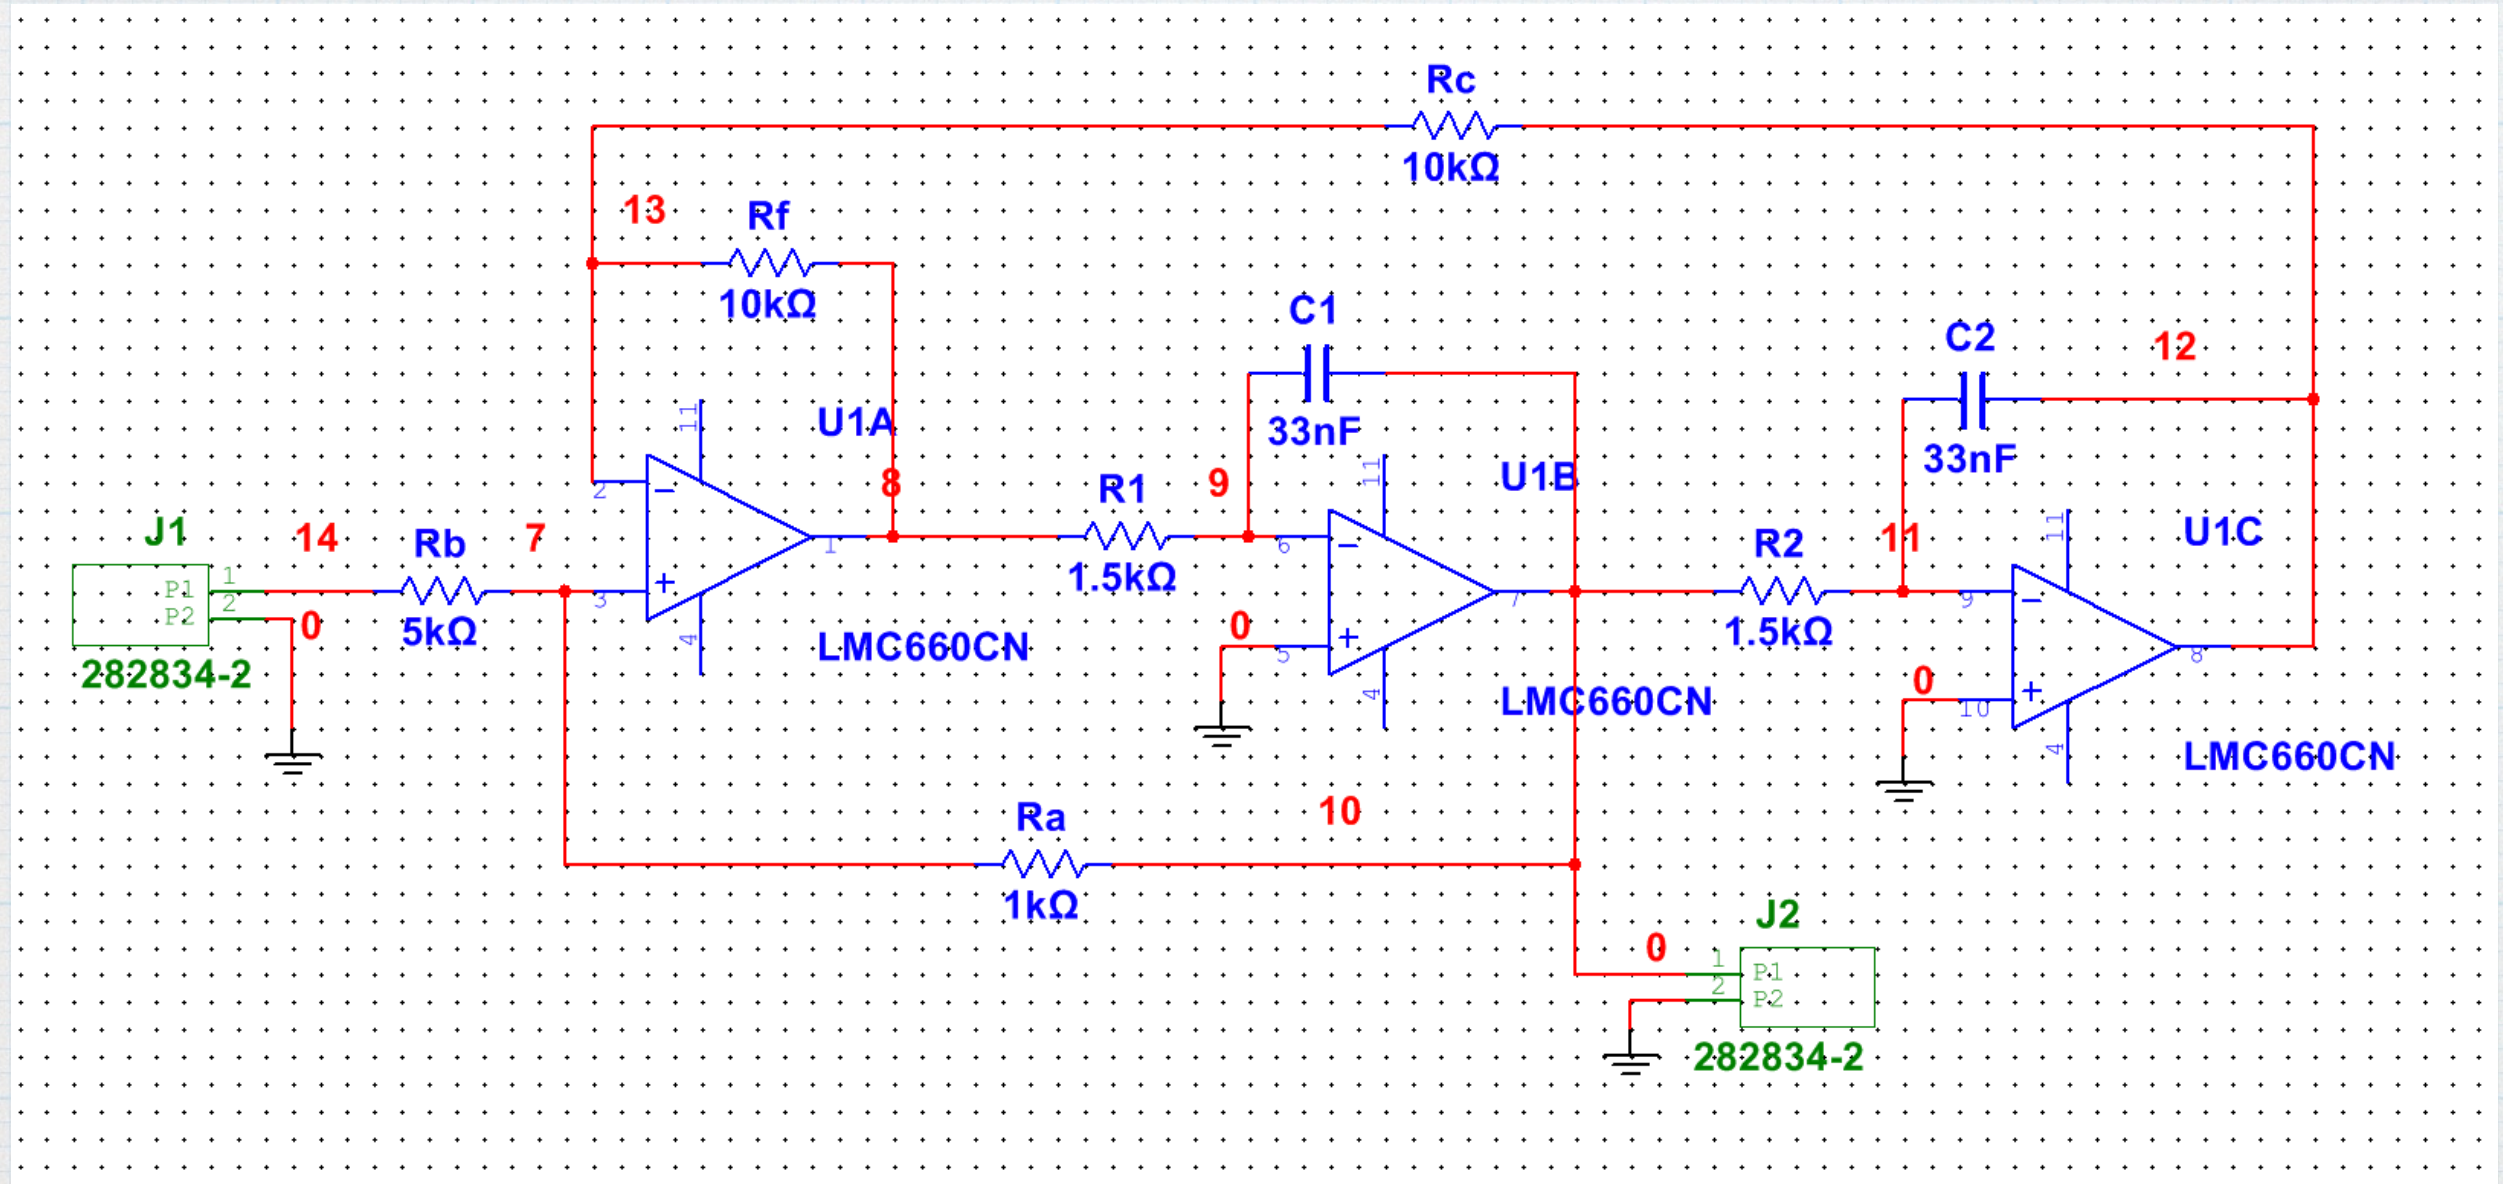 Rc
10kΩ
13
Rf
10kΩ
C1
33nF
C2
12
33nF
11
U1A
2
8
1
3
4
LMC660CN
J1
14
Rb
7
P1
1
P2
2
0
5kΩ
282834-2
R1
9
1.5kΩ
11
U1B
6
0
5
7
4
LMC660CN
R2
11
1.5kΩ
11
U1C
9
0
10
8
4
LMC660CN
Ra
10
1kΩ
J2
0
1
P1
2
P2
282834-2